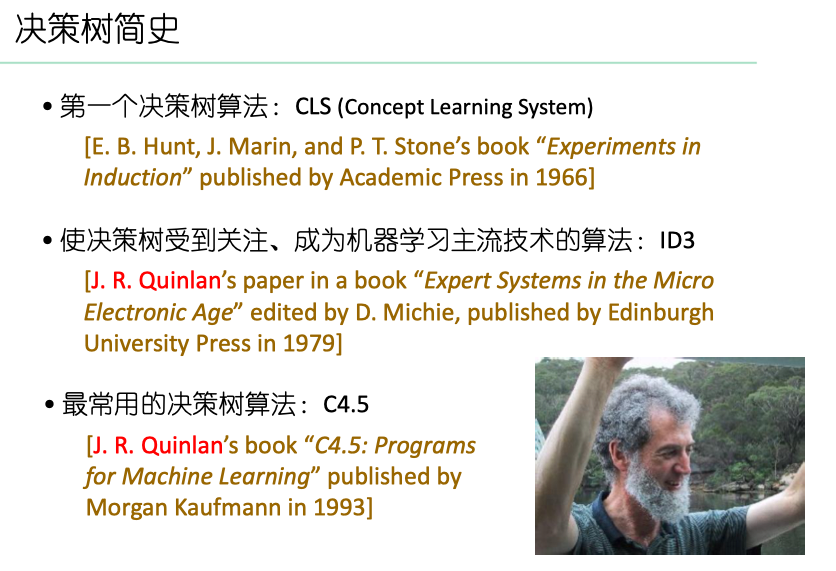 决策树简史
• 第一个决策树算法：CLS (Concept Learning System)
[E. B. Hunt, J. Marin, and P. T. Stone’s book “Experiments in
Induction” published by Academic Press in 1966]
• 使决策树受到关注、成为机器学习主流技术的算法：ID3
[J. R. Quinlan’s paper in a book “Expert Systems in the Micro
Electronic Age” edited by D. Michie, published by Edinburgh
University Press in 1979]
• 最常用的决策树算法：C4.5
[J. R. Quinlan’s book “C4.5: Programs
for Machine Learning” published by
Morgan Kaufmann in 1993]